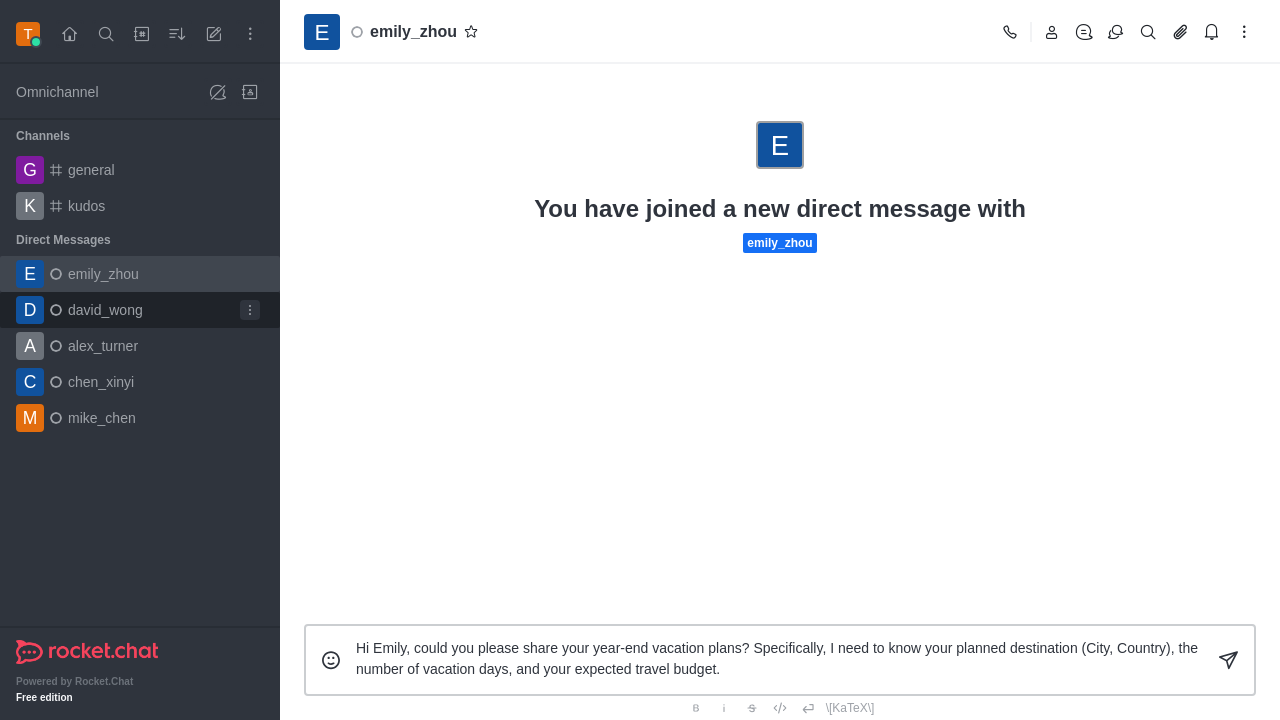 T
Omnichannel
Channels
G general
K kudos
Direct Messages
E emily_zhou
D david_wong
A alex_turner
C chen_xinyi
M mike_chen
rocket.chat
Powered by Rocket.Chat
Free edition
E emily_zhou
E
You have joined a new direct message with
emily_zhou
Hi Emily, could you please share your year-end vacation plans? Specifically, I need to know your planned destination (City, Country), the
number of vacation days, and your expected travel budget.
B i S \[KaTeX\]